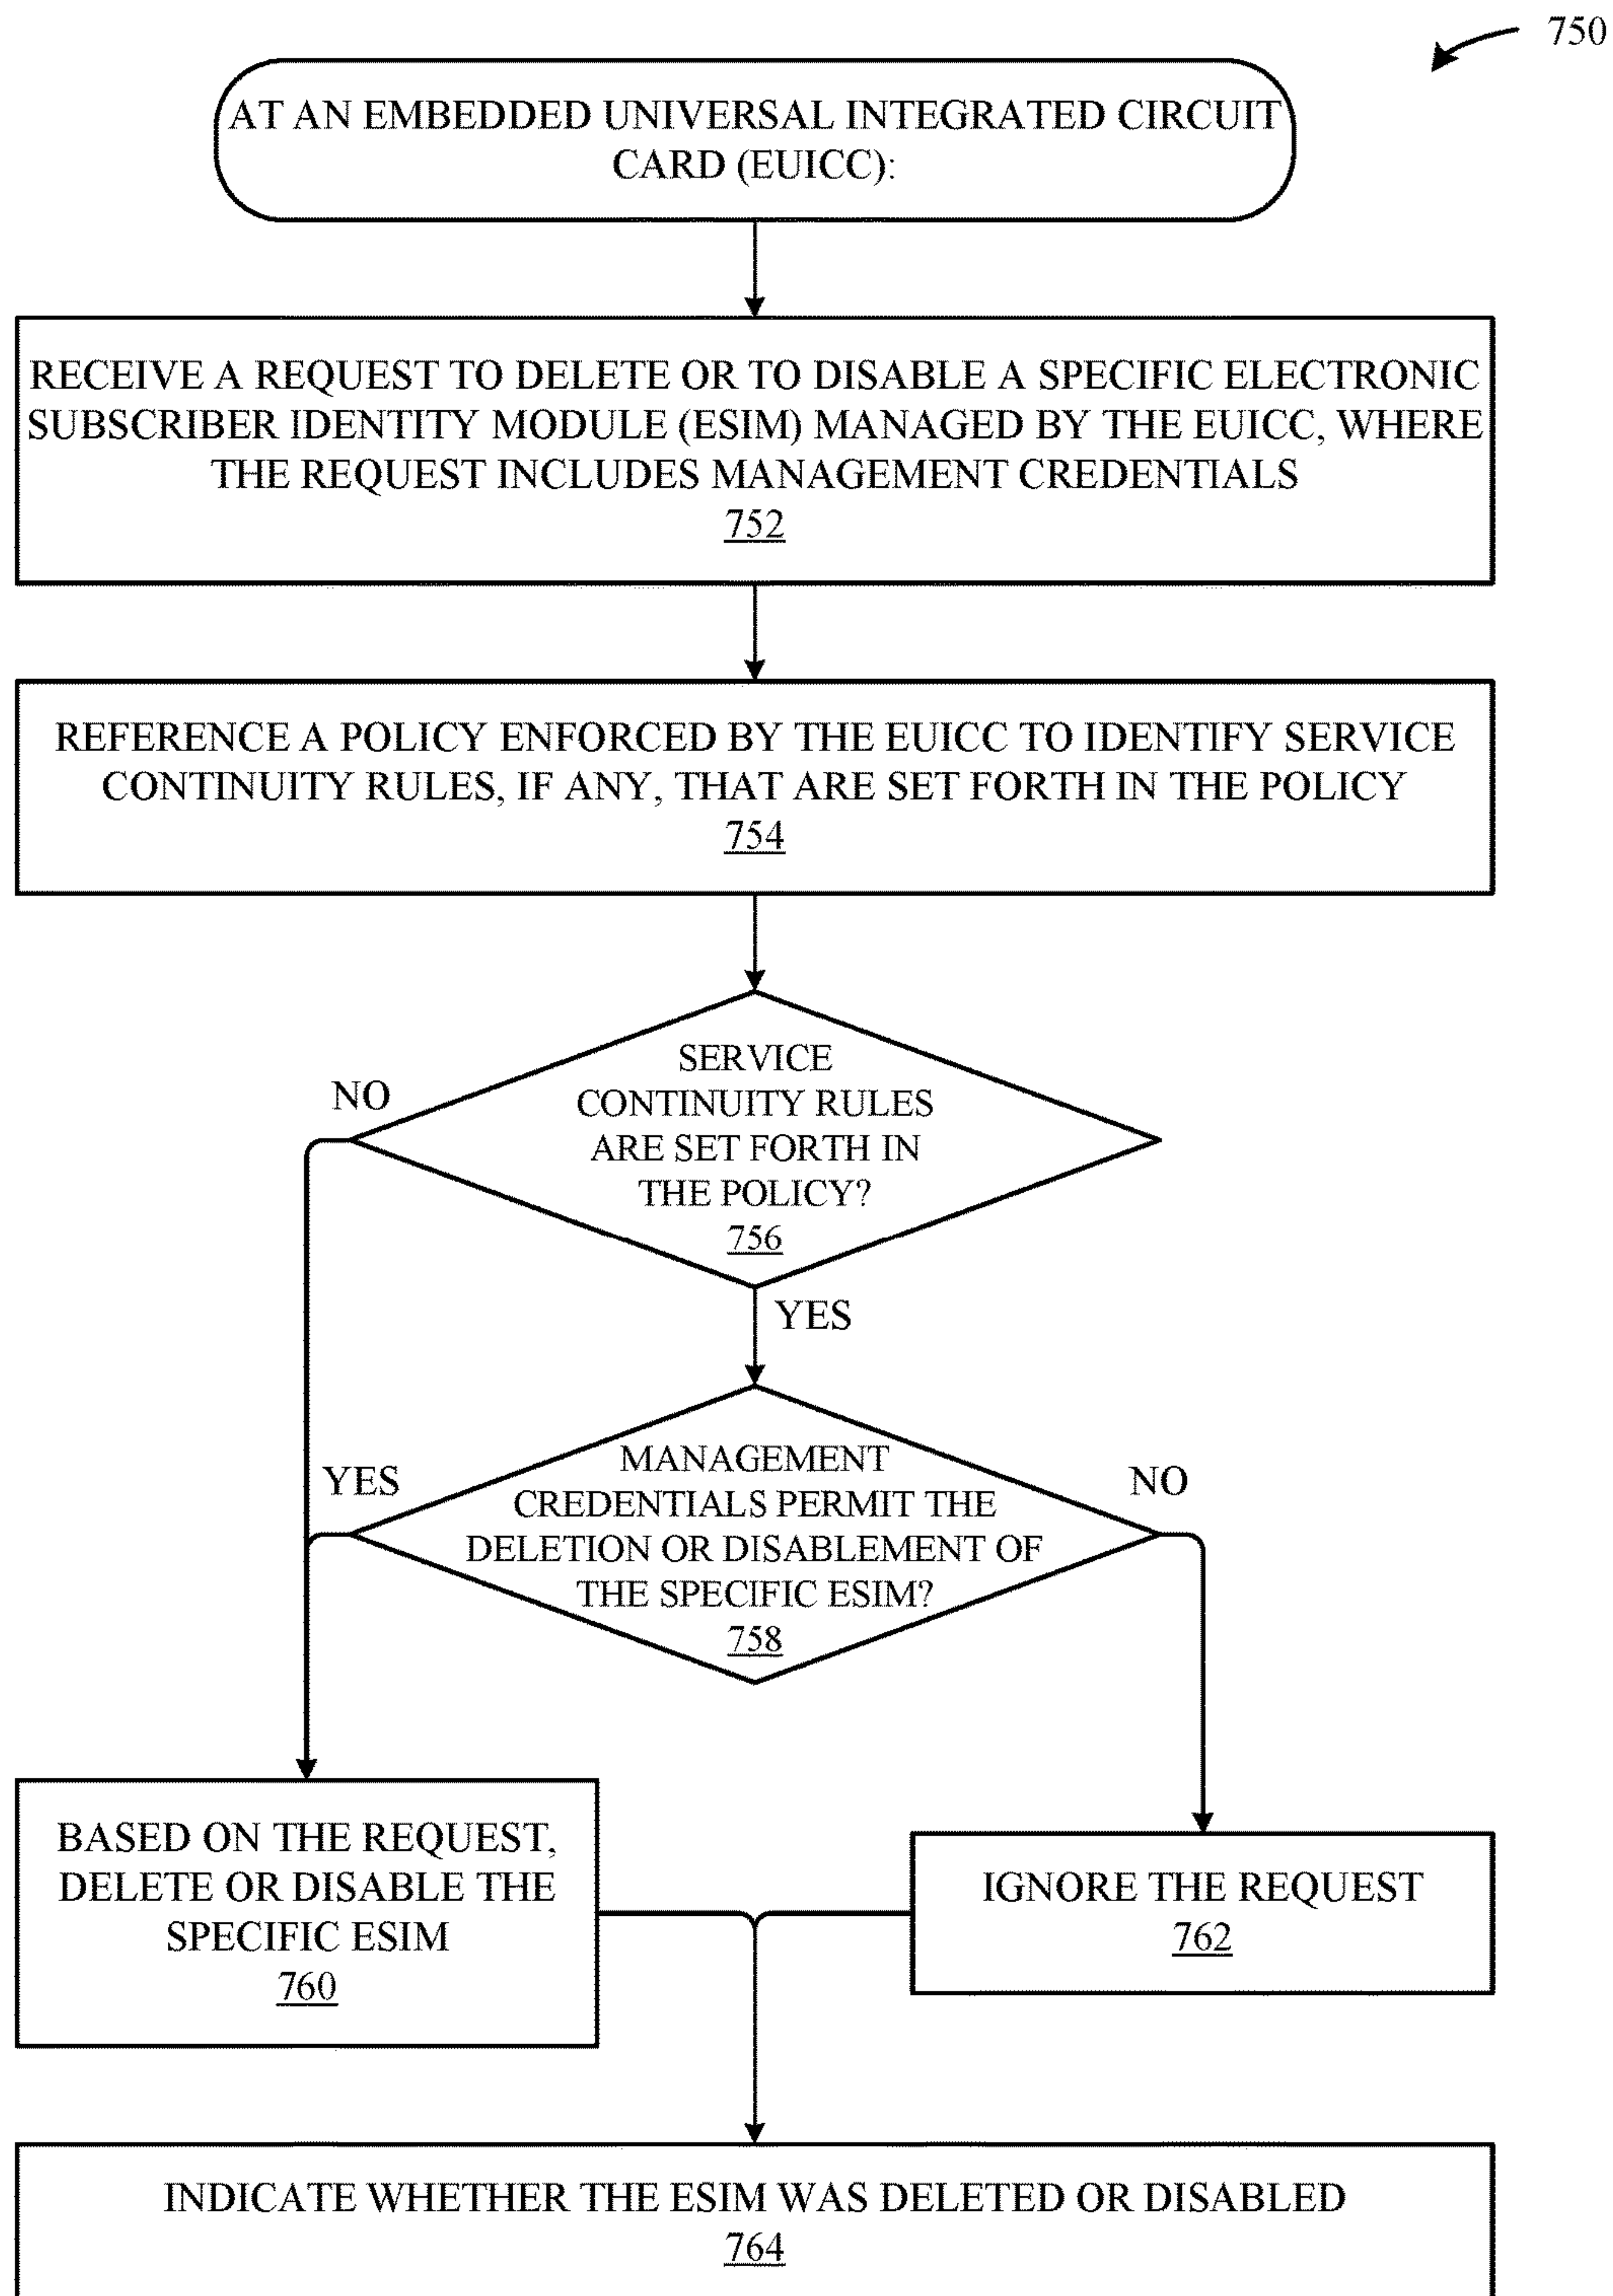 750
AT AN EMBEDDED UNIVERSAL INTEGRATED CIRCUIT
CARD (EUICC):
RECEIVE A REQUEST TO DELETE OR TO DISABLE A SPECIFIC ELECTRONIC
SUBSCRIBER IDENTITY MODULE (ESIM) MANAGED BY THE EUICC, WHERE
THE REQUEST INCLUDES MANAGEMENT CREDENTIALS
752
REFERENCE A POLICY ENFORCED BY THE EUICC TO IDENTIFY SERVICE
CONTINUITY RULES, IF ANY, THAT ARE SET FORTH IN THE POLICY
754
SERVICE
CONTINUITY RULES
ARE SET FORTH IN
THE POLICY?
756
NO
YES
MANAGEMENT
CREDENTIALS PERMIT THE
DELETION OR DISABLEMENT OF
THE SPECIFIC ESIM?
758
YES
NO
BASED ON THE REQUEST,
DELETE OR DISABLE THE
SPECIFIC ESIM
760
IGNORE THE REQUEST
762
INDICATE WHETHER THE ESIM WAS DELETED OR DISABLED
764